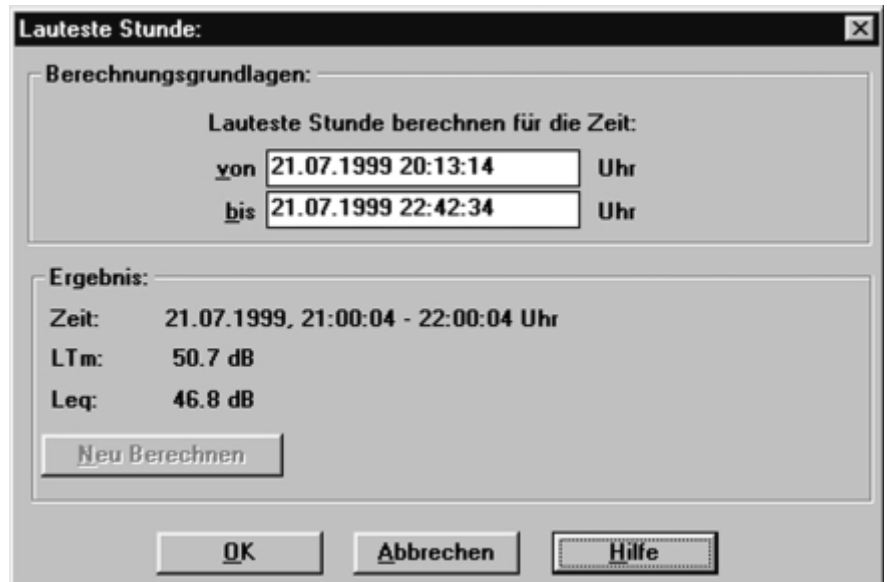 Lauteste Stunde:
Berechnungsgrundlagen:
Lauteste Stunde berechnen für die Zeit:
von 21.07.1999 20:13:14 Uhr
bis 21.07.1999 22:42:34 Uhr
Ergebnis:
Zeit: 21.07.1999, 21:00:04 - 22:00:04 Uhr
LTm: 50.7 dB
Leq: 46.8 dB
Neu Berechnen
OK Abbrechen Hilfe